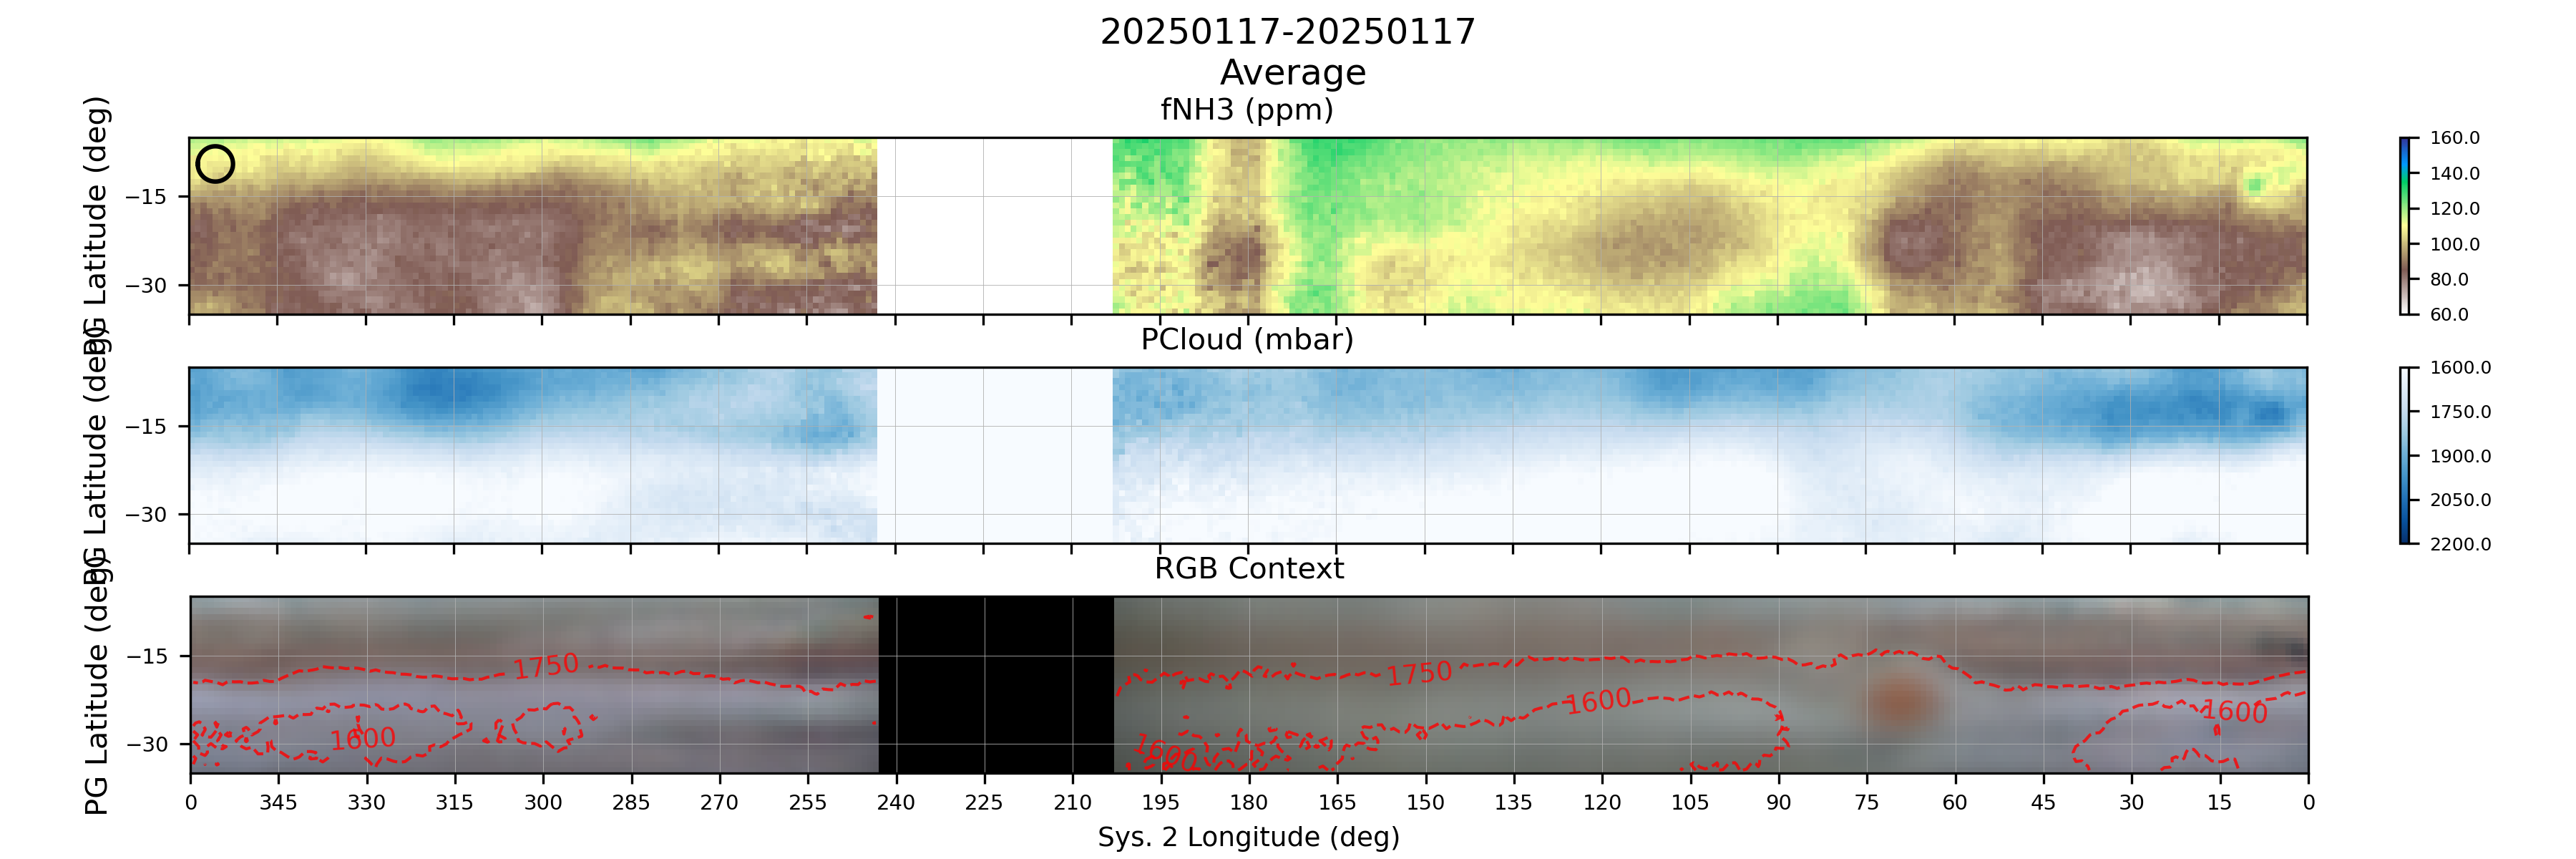 20250117-20250117
Average
fNH3 (ppm)
PG Latitude (deg)
−15
−30
160.0
140.0
120.0
100.0
80.0
60.0
PCloud (mbar)
PG Latitude (deg)
−15
−30
1600.0
1750.0
1900.0
2050.0
2200.0
RGB Context
PG Latitude (deg)
−15
−30
1750
1600
1750
1600
1600
1600
0 345 330 315 300 285 270 255 240 225 210 195 180 165 150 135 120 105 90 75 60 45 30 15 0
Sys. 2 Longitude (deg)